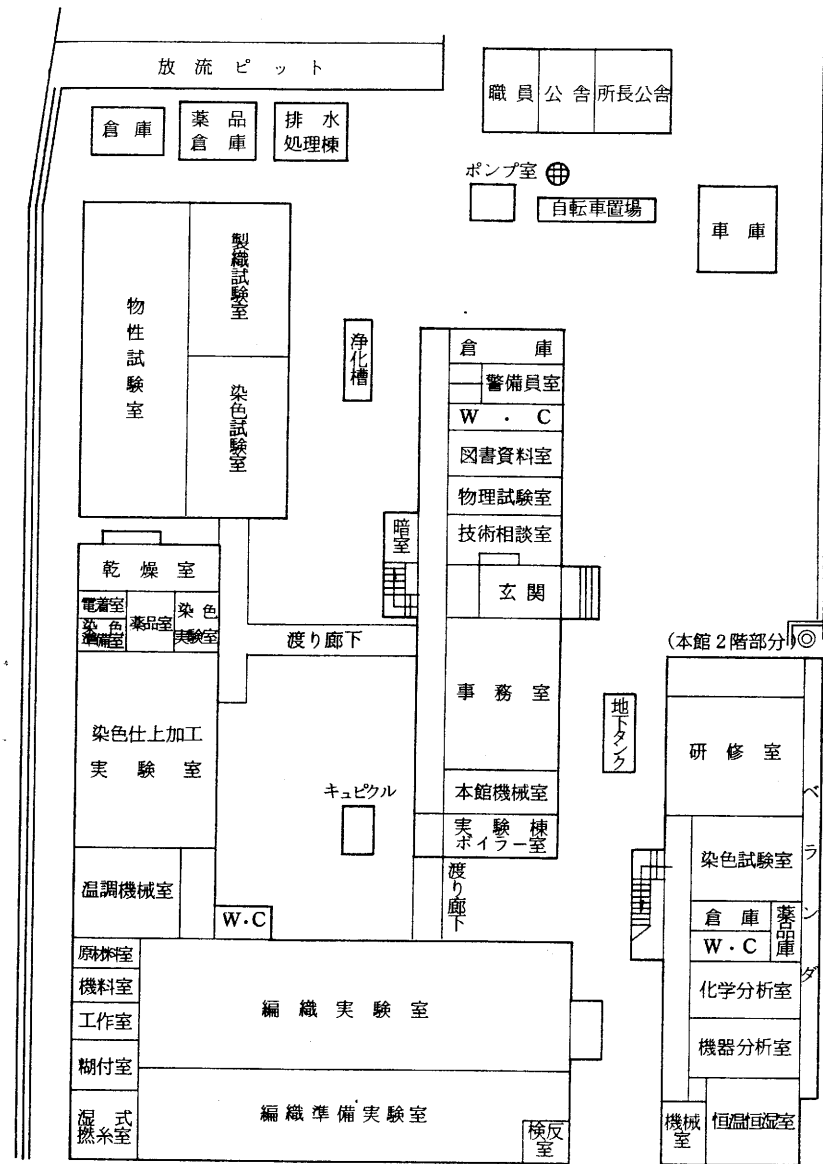 放流ピット
倉庫
薬品
倉庫
排水
処理棟
職員
公舎
所長公舎
ポンプ室
自転車置場
車庫
物性試験室
製織試験室
染色試験室
浄化槽
倉庫
警備員室
W・C
図書資料室
物理試験室
技術相談室
暗室
玄関
事務室
本館機械室
実験棟
ボイラー室
渡り廊下
渡り廊下
乾燥室
電着室
染色
準備室
薬品室
染色
実験室
染色仕上加工
実験室
温調機械室
W・C
キュピクル
地下タンク
原材料室
機料室
工作室
糊付室
湿式
撚糸室
編織実験室
編織準備実験室
検反室
(本館2階部分)
研修室
ベランダ
染色試験室
倉庫
W・C
薬品庫
化学分析室
機器分析室
機械室
恒温恒湿室